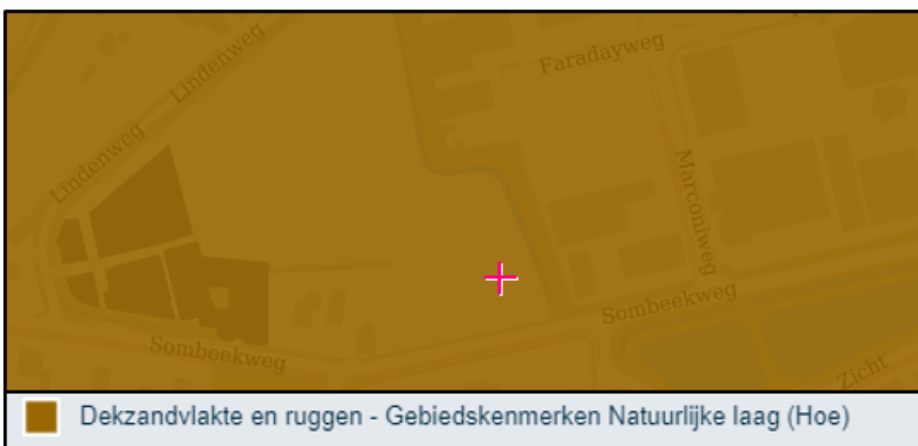 Lindenweg
Faradayweg
Lindenweg
Marconiweg
Sombeekweg
Sombeekweg
Zicht
Dekzandvlakte en ruggen - Gebiedskenmerken Natuurlijke laag (Hoe)